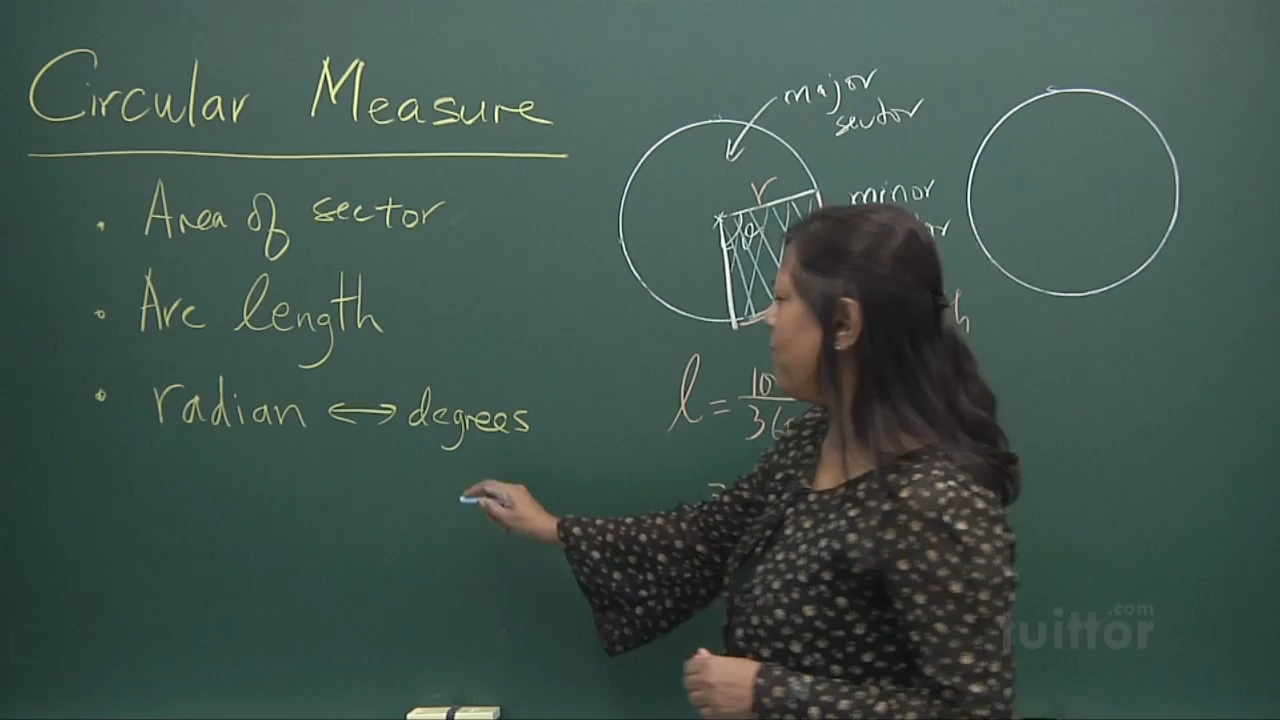 Circular Measure
. Area of sector
. Arc length
. radian ↔ degrees
major
sector
r
θ
minor
l =
tuittor
.com